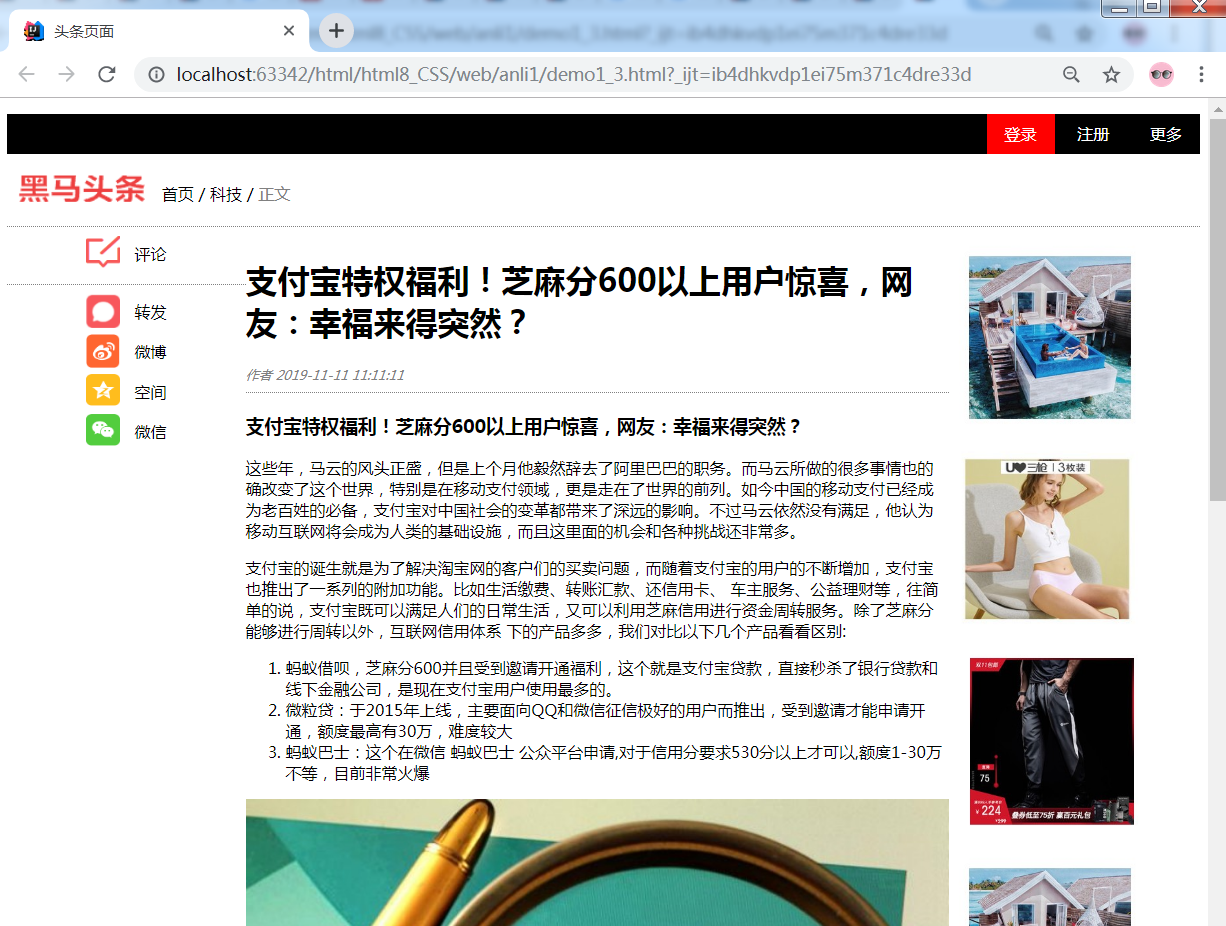 头条页面
localhost:63342/html/html8_CSS/web/anli1/demo1_3.html?_ijt=ib4dhkvdp1ei75m371c4dre33d
登录 注册 更多
黑马头条 首页 / 科技 / 正文
评论
转发
微博
空间
微信
支付宝特权福利！芝麻分600以上用户惊喜，网
友：幸福来得突然？
作者 2019-11-11 11:11:11
支付宝特权福利！芝麻分600以上用户惊喜，网友：幸福来得突然？
这些年，马云的风头正盛，但是上个月他毅然辞去了阿里巴巴的职务。而马云所做的很多事情也的
确改变了这个世界，特别是在移动支付领域，更是走在了世界的前列。如今中国的移动支付已经成
为老百姓的必备，支付宝对中国社会的变革都带来了深远的影响。不过马云依然没有满足，他认为
移动互联网将会成为人类的基础设施，而且这里面的机会和各种挑战还非常多。
支付宝的诞生就是为了解决淘宝网的客户们的买卖问题，而随着支付宝的用户的不断增加，支付宝
也推出了一系列的附加功能。比如生活缴费、转账汇款、还信用卡、 车主服务、公益理财等，往简
单的说，支付宝既可以满足人们的日常生活，又可以利用芝麻信用进行资金周转服务。除了芝麻分
能够进行周转以外，互联网信用体系 下的产品多多，我们对比以下几个产品看看区别:
1. 蚂蚁借呗，芝麻分600并且受到邀请开通福利，这个就是支付宝贷款，直接秒杀了银行贷款和
线下金融公司，是现在支付宝用户使用最多的。
2. 微粒贷：于2015年上线，主要面向QQ和微信征信极好的用户而推出，受到邀请才能申请开
通，额度最高有30万，难度较大
3. 蚂蚁巴士：这个在微信 蚂蚁巴士 公众平台申请,对于信用分要求530分以上才可以,额度1-30万
不等，目前非常火爆
三枪 | 3枚装
双11包邮
75
¥ 224
¥299
叠券低至75折 赢百元礼包